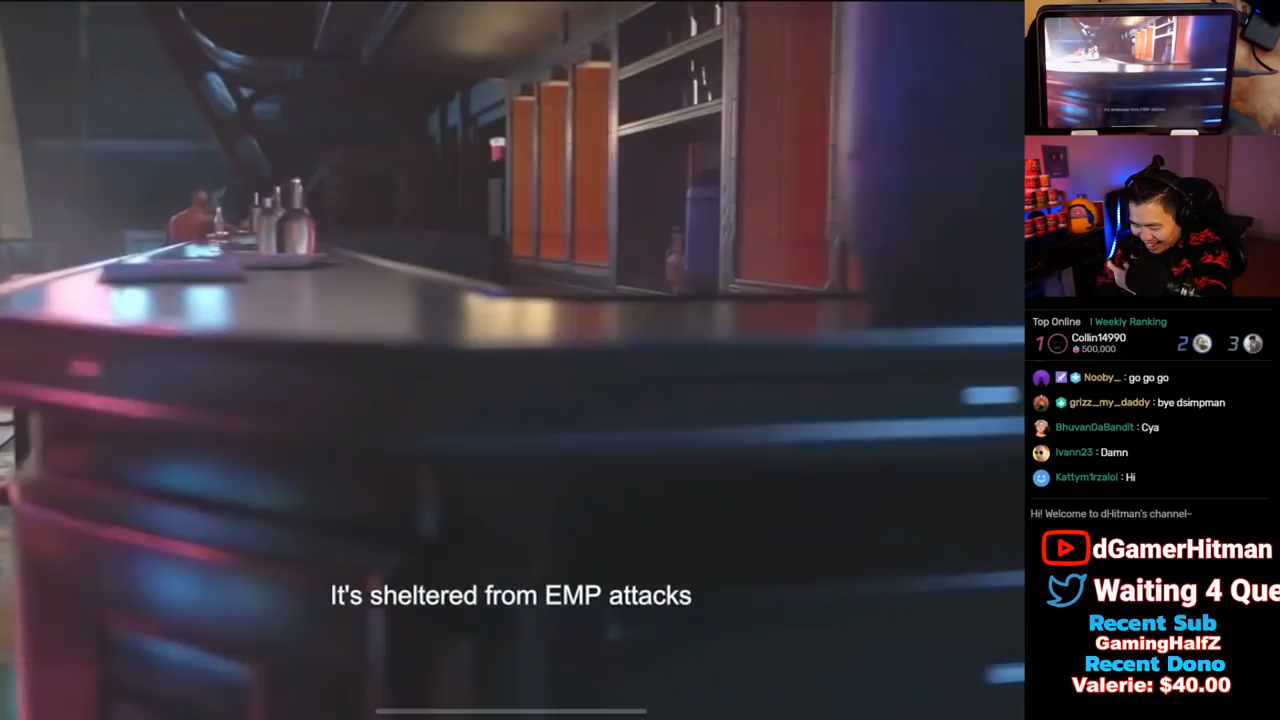 It's sheltered from EMP attacks
Top Online | Weekly Ranking
1 Collin14990 2 3
500,000
Nooby_ : go go go
grizz_my_daddy : bye dsimpman
BhuvanDaBandit : Cya
Ivann23 : Damn
Kattym1rzalol : Hi
Hi! Welcome to dHitman's channel~
dGamerHitman
Waiting 4 Que
Recent Sub
GamingHalfZ
Recent Dono
Valerie: $40.00